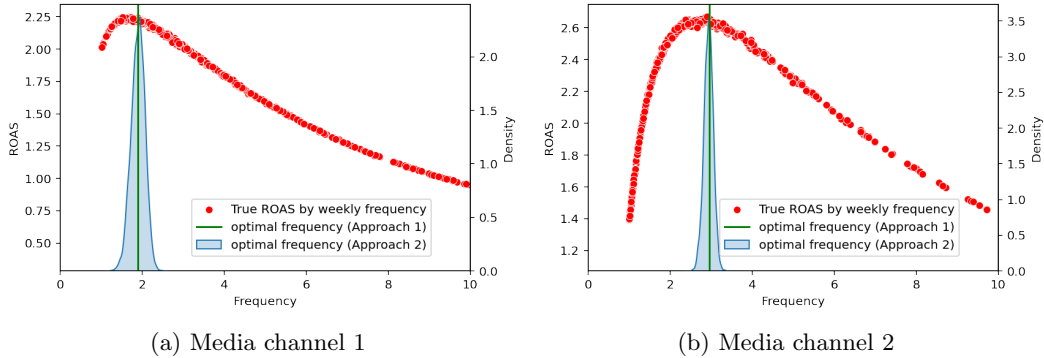 2.25
2.00
1.75
1.50
1.25
1.00
0.75
0.50
ROAS
2.0
1.5
1.0
0.5
0.0
Density
True ROAS by weekly frequency
optimal frequency (Approach 1)
optimal frequency (Approach 2)
0 2 4 6 8 10
Frequency
(a) Media channel 1
2.6
2.4
2.2
2.0
1.8
1.6
1.4
1.2
ROAS
3.5
3.0
2.5
2.0
1.5
1.0
0.5
0.0
Density
True ROAS by weekly frequency
optimal frequency (Approach 1)
optimal frequency (Approach 2)
0 2 4 6 8 10
Frequency
(b) Media channel 2